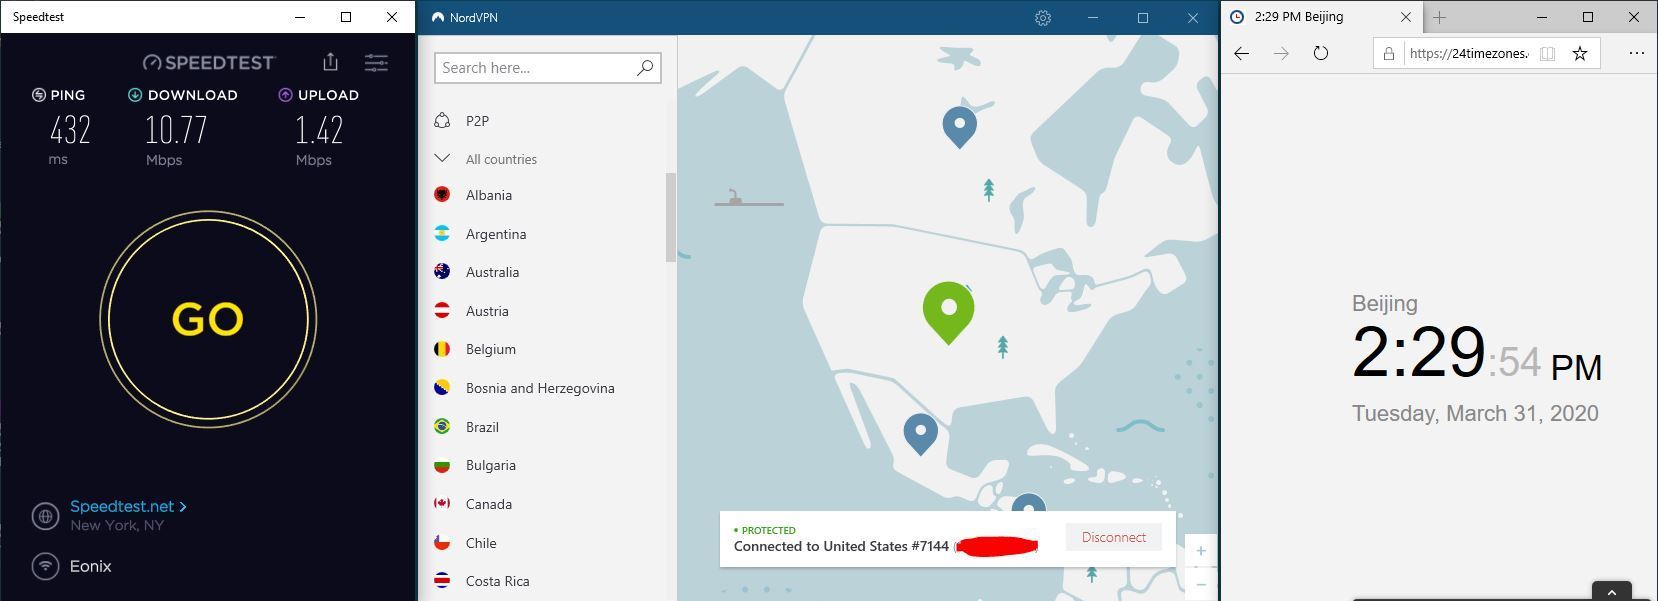 Speedtest
SPEEDTEST
PING
DOWNLOAD
UPLOAD
432
10.77
1.42
ms
Mbps
Mbps
GO
Speedtest.net >
New York, NY
Eonix
NordVPN
Search here...
P2P
All countries
Albania
Argentina
Australia
Austria
Belgium
Bosnia and Herzegovina
Brazil
Bulgaria
Canada
Chile
Costa Rica
PROTECTED
Connected to United States #7144 (
Disconnect
2:29 PM Beijing
https://24timezones.
Beijing
2:29:54 PM
Tuesday, March 31, 2020